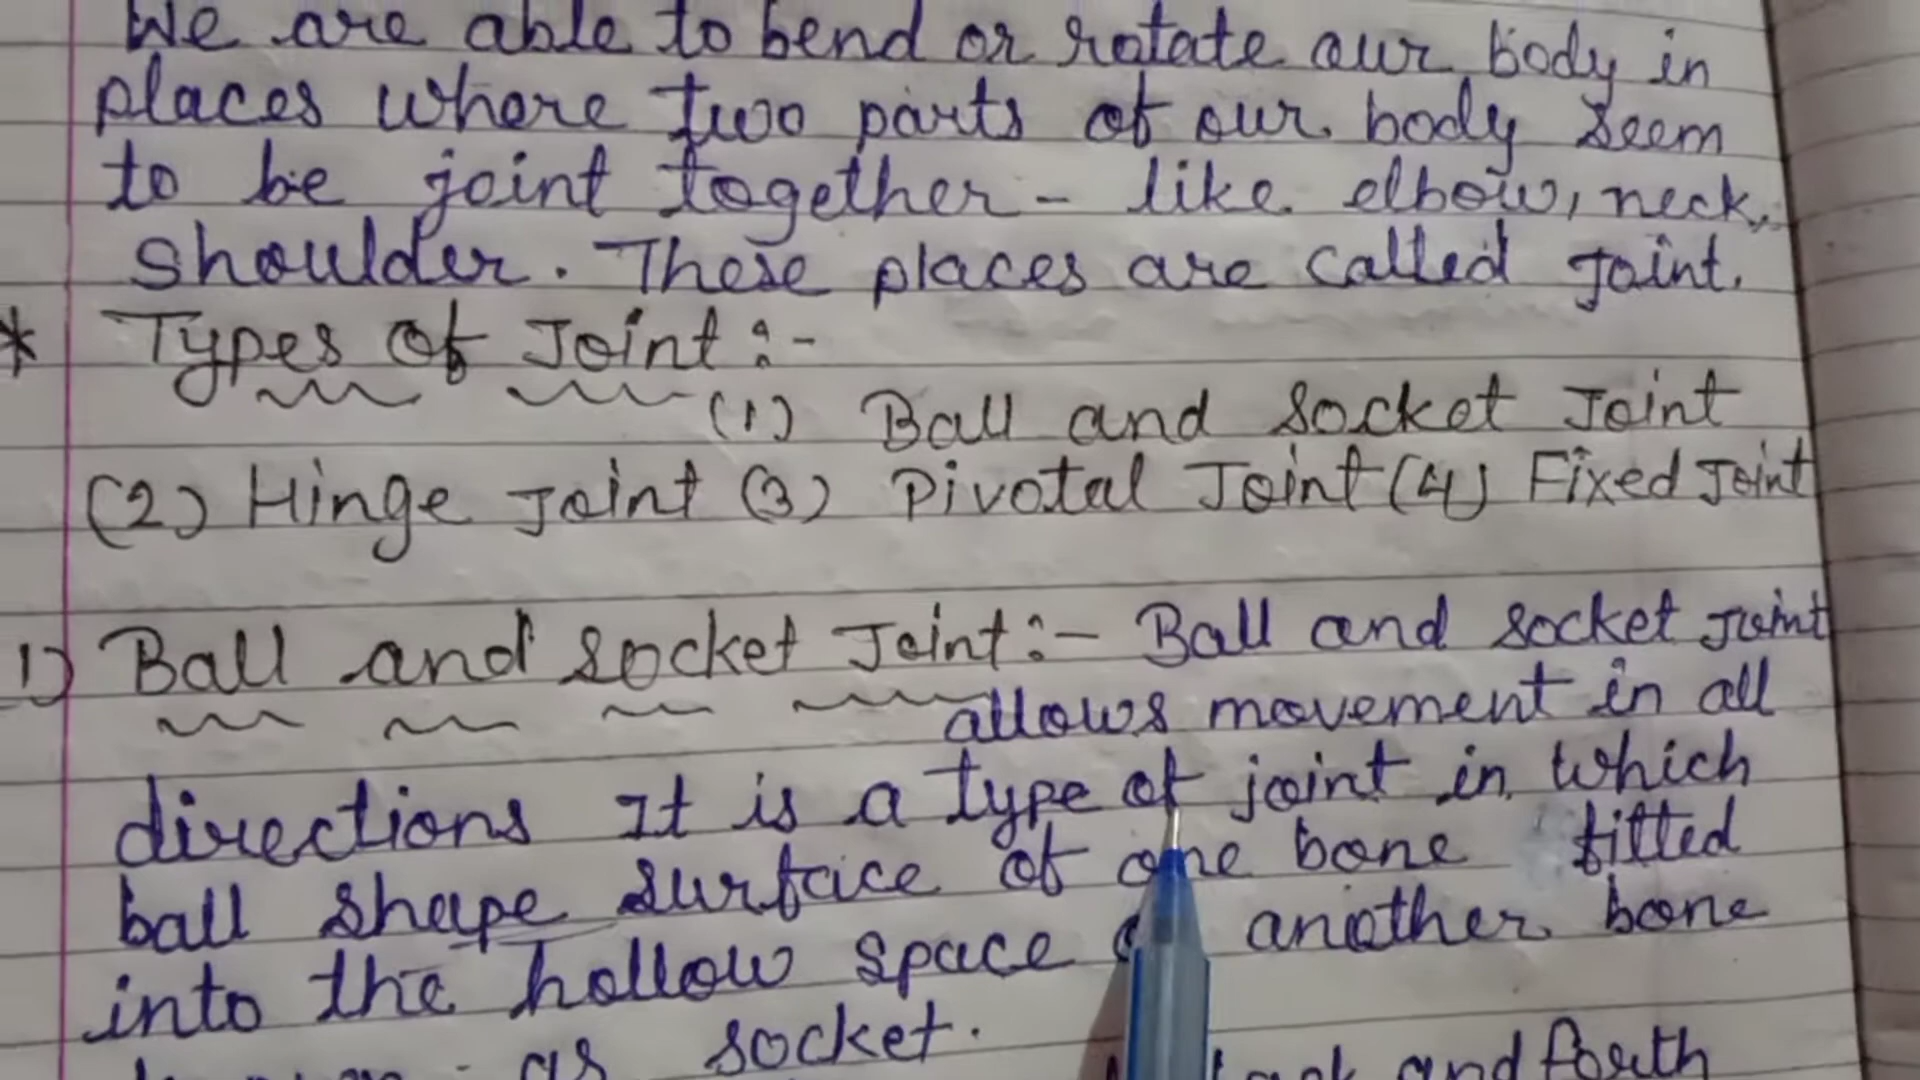 We are able to bend or rotate our body in
places where two parts of our body seem
to be joint together - like elbow, neck,
shoulder. These places are called Joint.
* Types of Joint :-
(1) Ball and Socket Joint
(2) Hinge Joint (3) Pivotal Joint (4) Fixed Joint
1) Ball and Socket Joint :- Ball and socket Joint
allows movement in all
directions It is a type of joint in which
ball shape surface of one bone fitted
into the hollow space another bone
as socket.
and forth